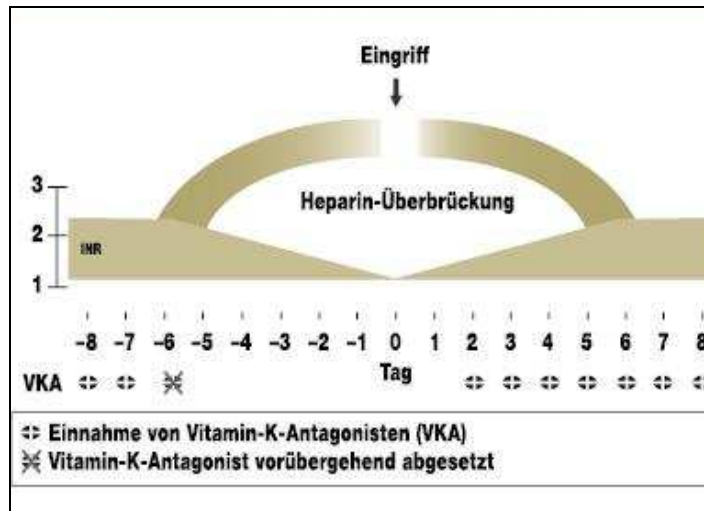 Eingriff
3
Heparin-Überbrückung
2
INR
1
–8 –7 –6 –5 –4 –3 –2 –1 0 1 2 3 4 5 6 7 8
VKA Tag
Einnahme von Vitamin-K-Antagonisten (VKA)
Vitamin-K-Antagonist vorübergehend abgesetzt